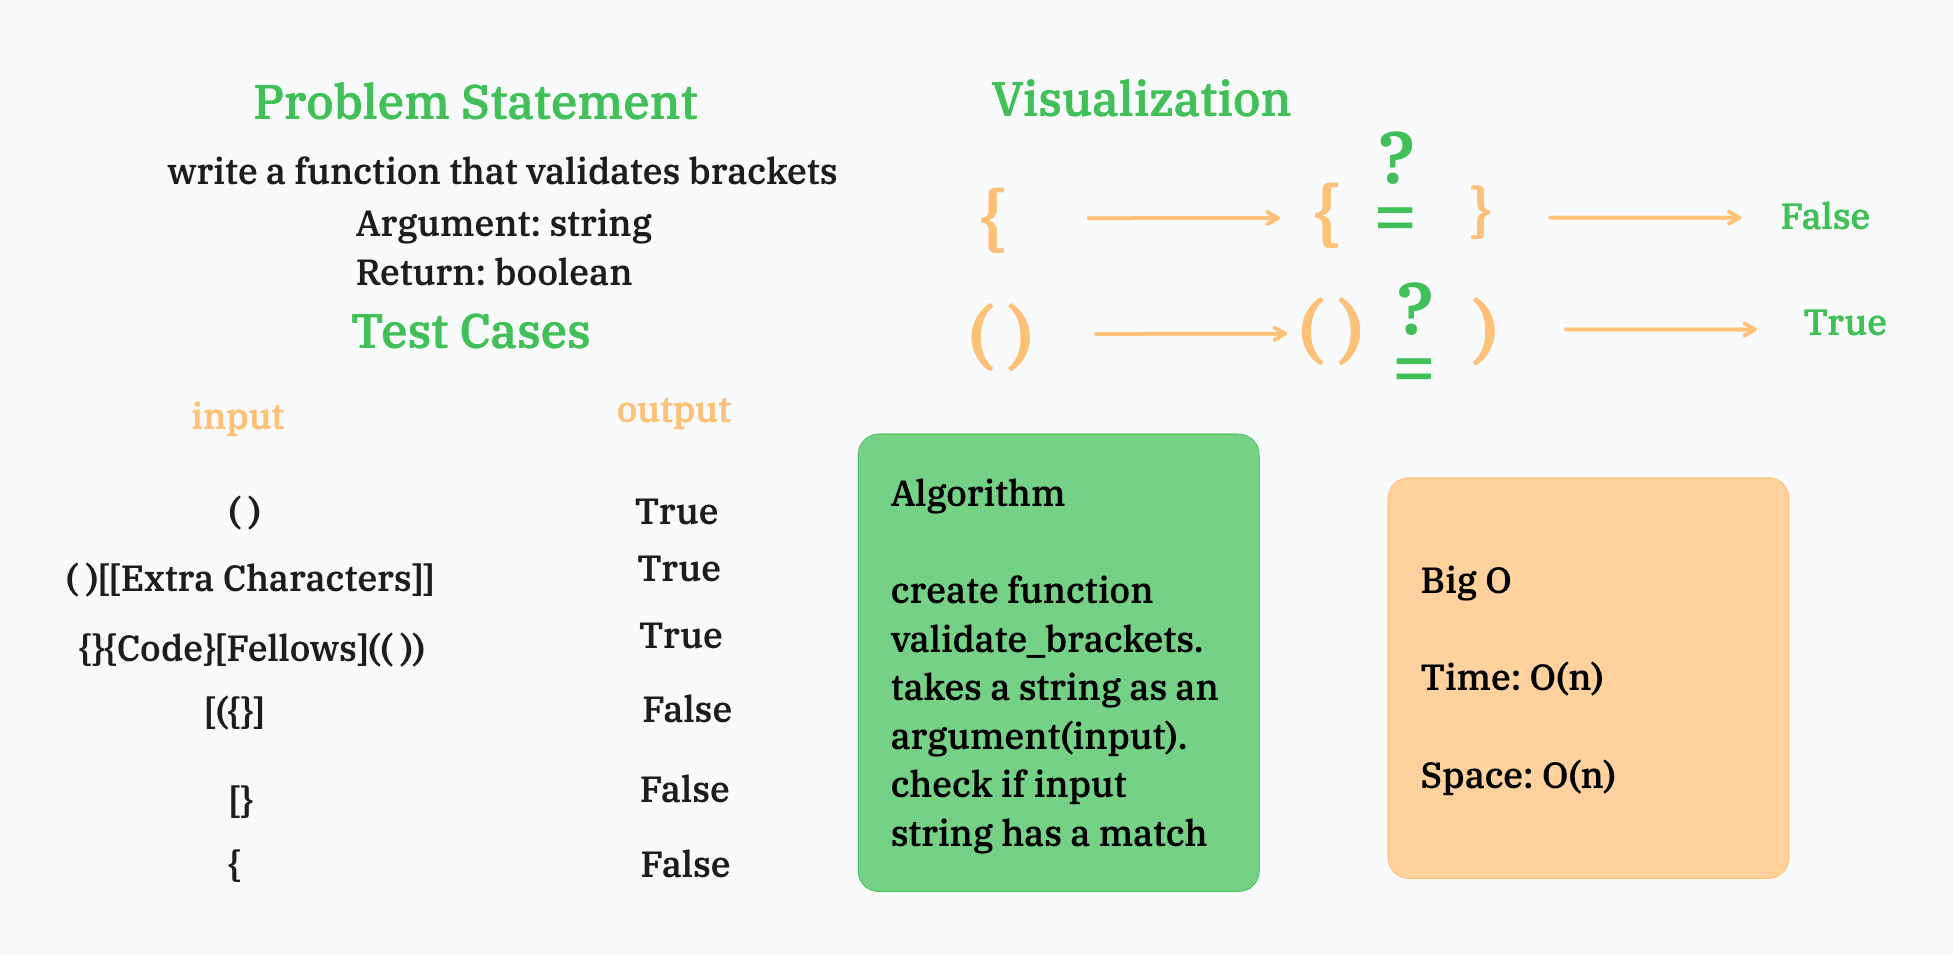 Problem Statement
write a function that validates brackets
Argument: string
Return: boolean
Test Cases
input output
( ) True
( )[[Extra Characters]] True
{}{Code}[Fellows](( )) True
[({}] False
[} False
{ False
Visualization
{ { ? = } False
( ) ( ) ? = ) True
Algorithm
create function
validate_brackets.
takes a string as an
argument(input).
check if input
string has a match
Big O
Time: O(n)
Space: O(n)